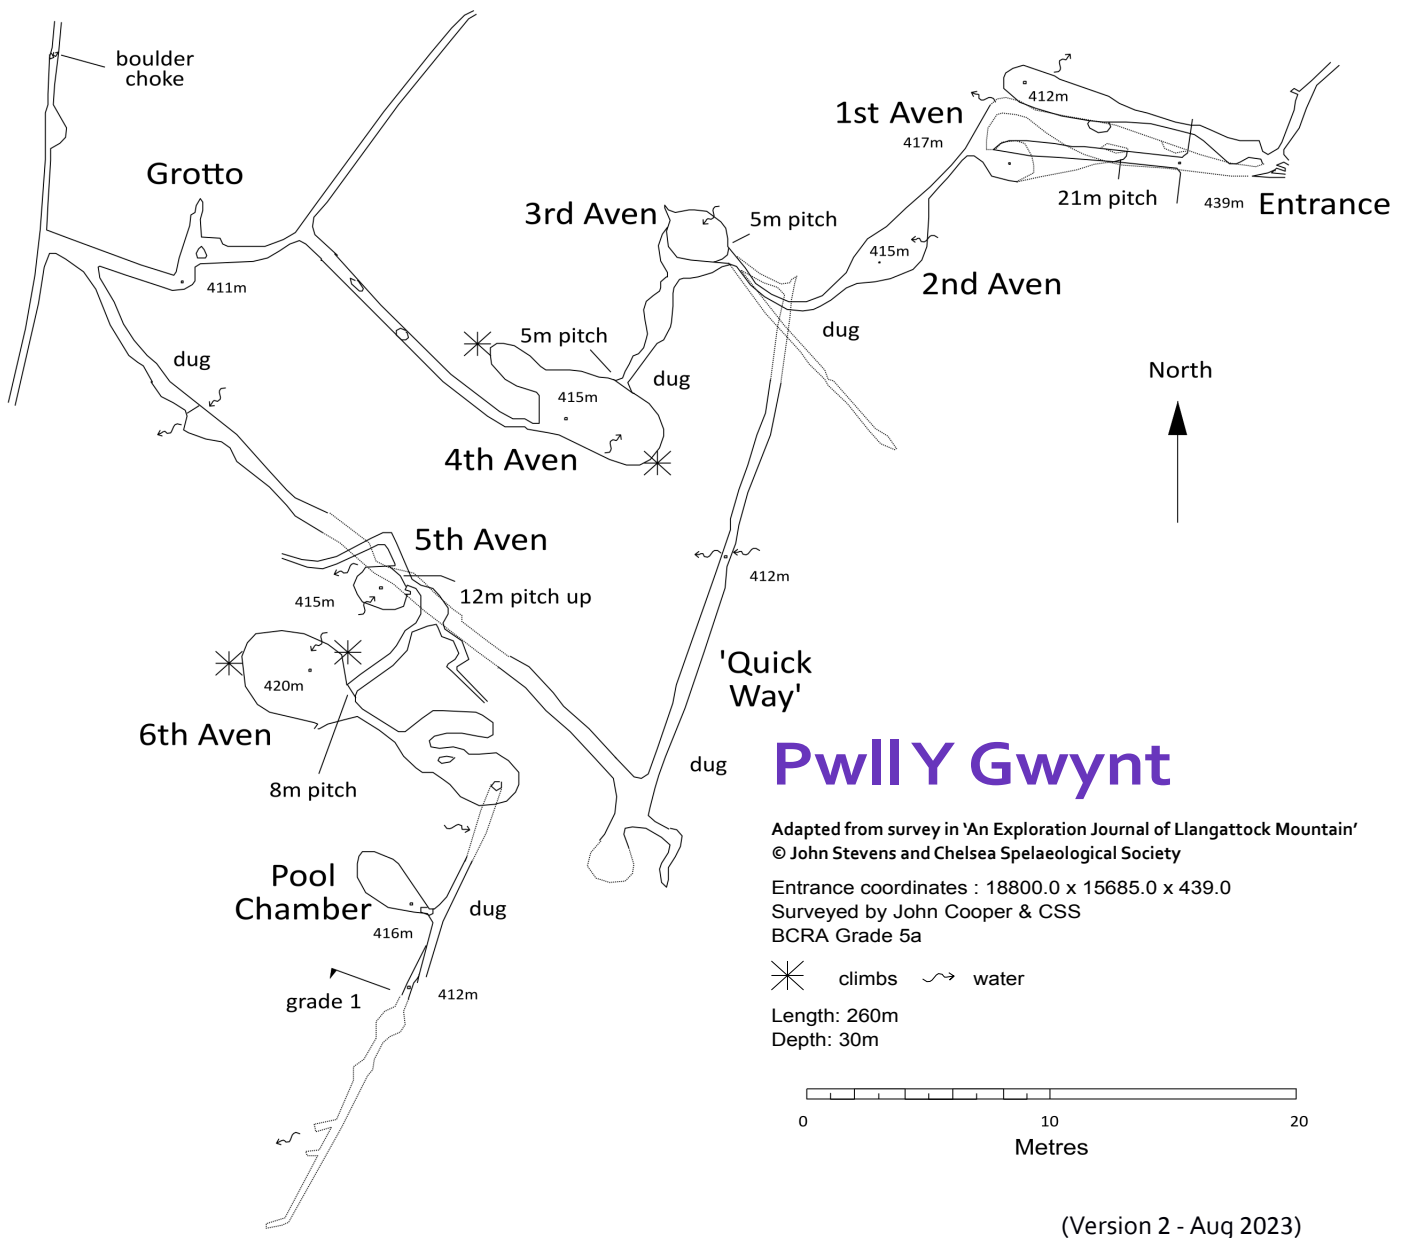 boulder
choke
Grotto
411m
dug
1st Aven
417m
412m
21m pitch
439m
Entrance
3rd Aven
5m pitch
415m
2nd Aven
dug
5m pitch
dug
415m
4th Aven
North
5th Aven
415m
12m pitch up
412m
420m
6th Aven
8m pitch
'Quick
Way'
dug
Pool
Chamber
416m
dug
grade 1
412m
Pwll Y Gwynt
Adapted from survey in ‘An Exploration Journal of Llangattock Mountain’
© John Stevens and Chelsea Spelaeological Society
Entrance coordinates : 18800.0 x 15685.0 x 439.0
Surveyed by John Cooper & CSS
BCRA Grade 5a
climbs water
Length: 260m
Depth: 30m
0 10 20
Metres
(Version 2 - Aug 2023)